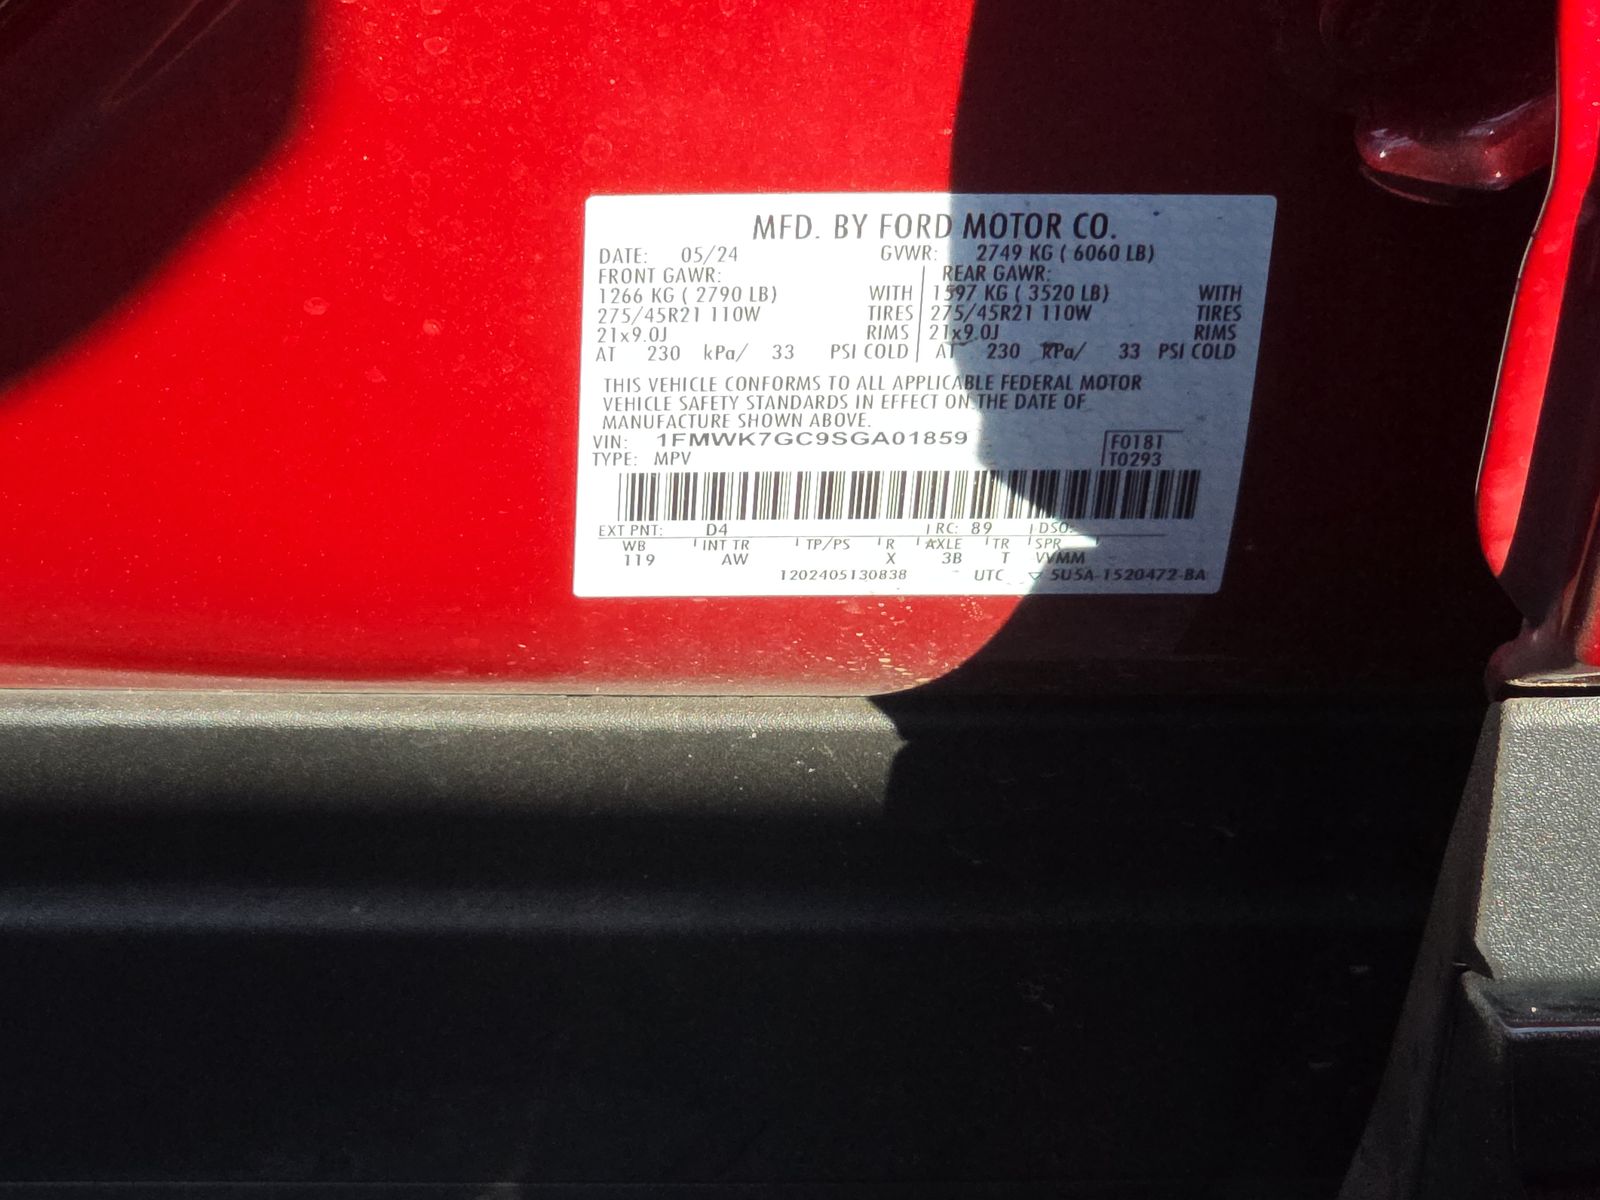 MFD. BY FORD MOTOR CO.
DATE: 05/24 GVWR: 2749 KG ( 6060 LB)
FRONT GAWR: REAR GAWR:
1266 KG ( 2790 LB) WITH 1597 KG ( 3520 LB) WITH
275/45R21 110W TIRES 275/45R21 110W TIRES
21x9.0J RIMS 21x9.0J RIMS
AT 230 kPa/ 33 PSI COLD AT 230 kPa/ 33 PSI COLD
THIS VEHICLE CONFORMS TO ALL APPLICABLE FEDERAL MOTOR
VEHICLE SAFETY STANDARDS IN EFFECT ON THE DATE OF
MANUFACTURE SHOWN ABOVE.
VIN: 1FMWK7GC9SGA01859 F0181
TYPE: MPV T0293
EXT PNT: D4 RC: 89 DSO:
WB INT TR TP/PS R AXLE TR SPR
119 AW X 3B T VVMM
1202405130838 UTC 5U5A-1520472-BA